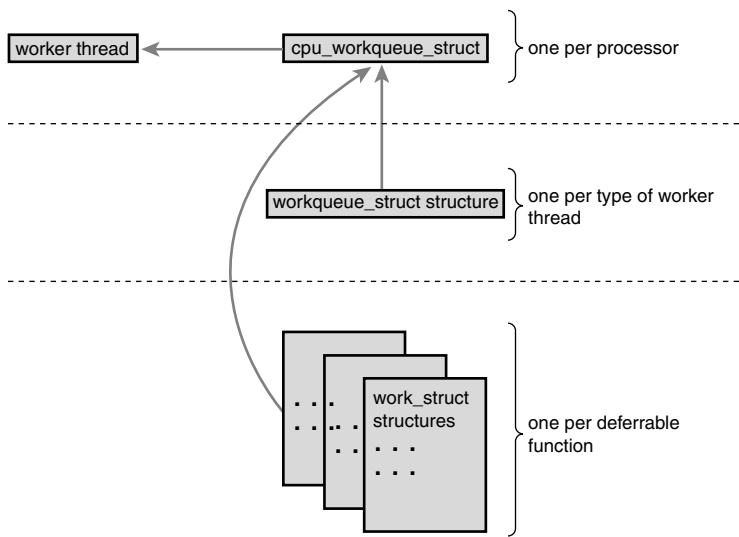 worker thread
cpu_workqueue_struct
one per processor
workqueue_struct structure
one per type of worker
thread
work_struct
structures
. . .
. . .
. . .
. . .
. . .
. . .
one per deferrable
function